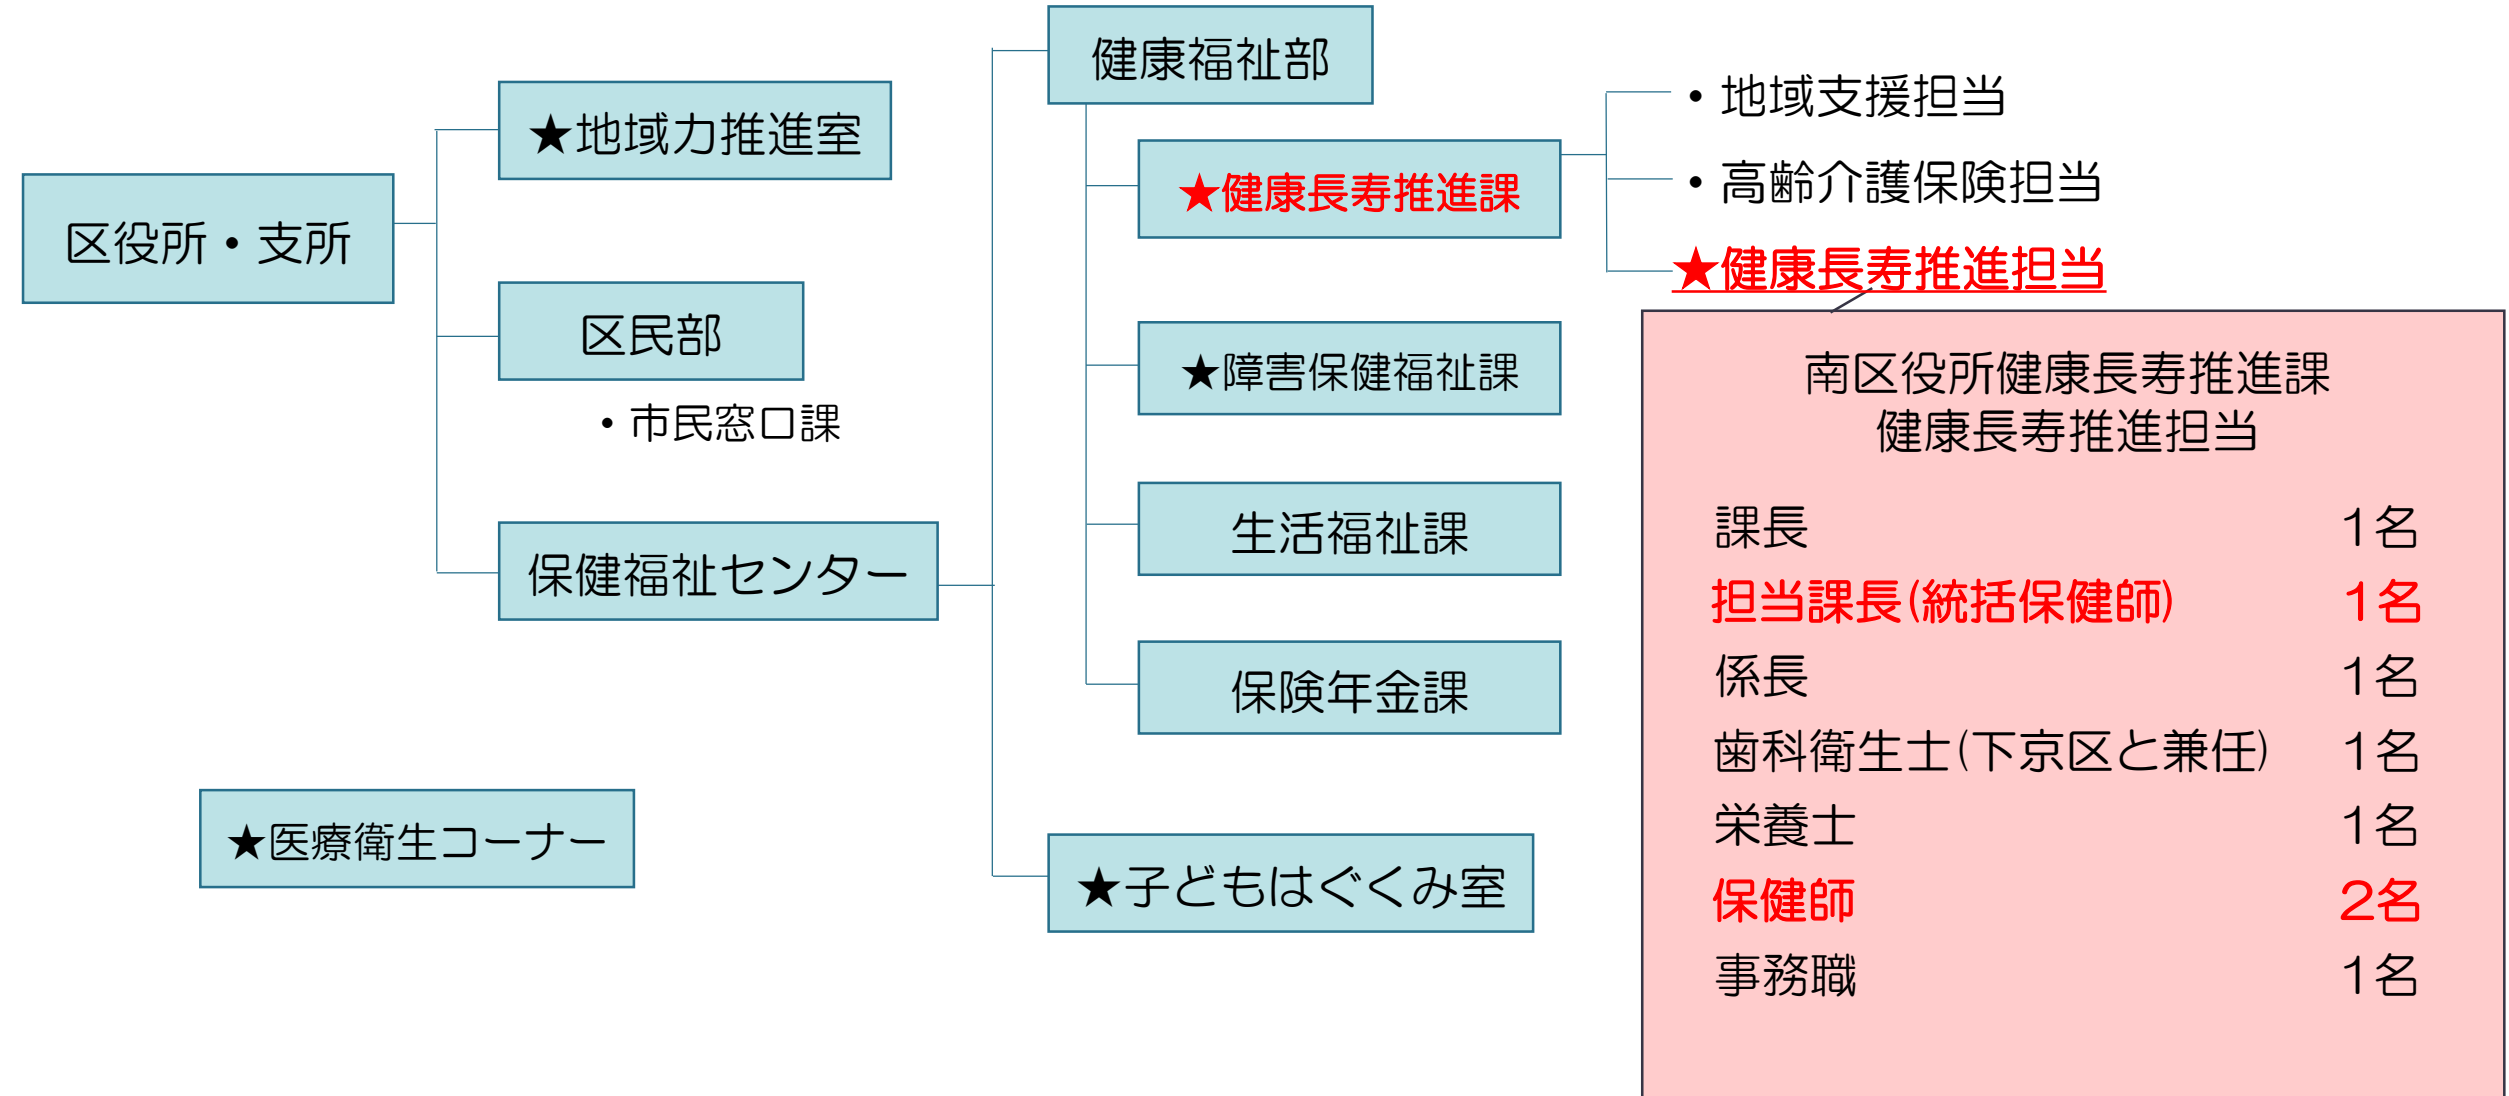 区役所・支所
★地域力推進室
区民部
・市民窓口課
保健福祉センター
★医療衛生コーナー
健康福祉部
★健康長寿推進課
★障害保健福祉課
生活福祉課
保険年金課
★子どもはぐくみ室
・地域支援担当
・高齢介護保険担当
★健康長寿推進担当
南区役所健康長寿推進課
健康長寿推進担当
課長 1名
担当課長(統括保健師) 1名
係長 1名
歯科衛生士(下京区と兼任) 1名
栄養士 1名
保健師 2名
事務職 1名